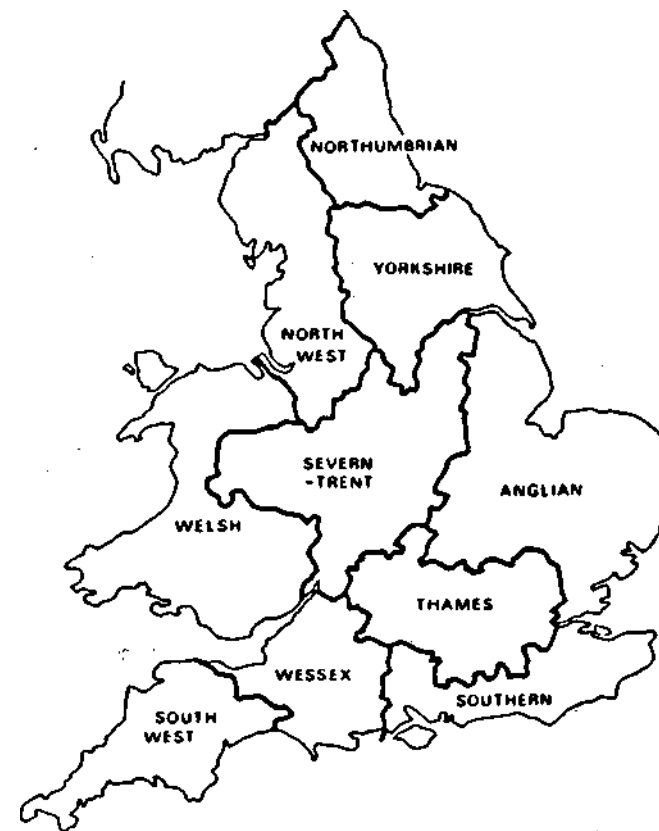 NORTHUMBRIAN
YORKSHIRE
NORTH
WEST
SEVERN
-TRENT
ANGLIAN
WELSH
THAMES
WESSEX
SOUTHERN
SOUTH
WEST